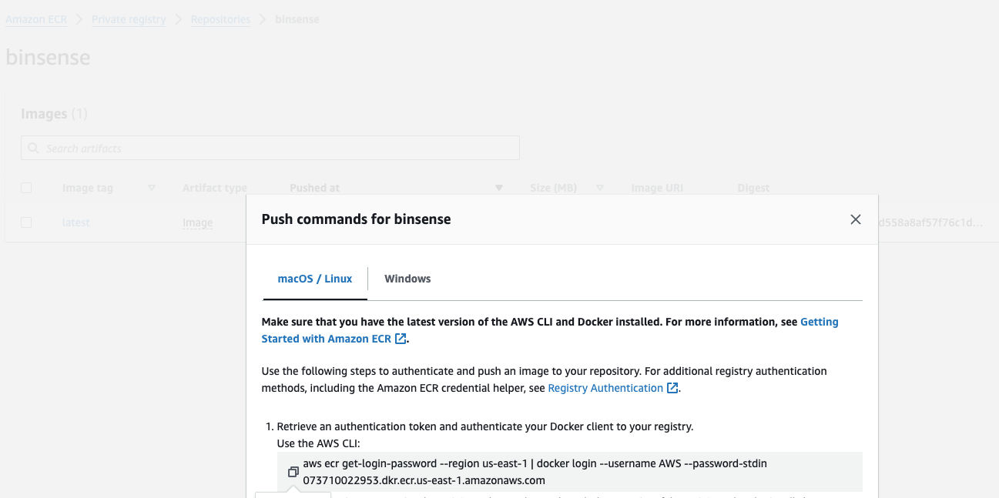 Amazon ECR > Private registry > Repositories > binsense
binsense
Images (1)
Search artifacts
Image tag Artifact type Pushed at Size (MB) Image URI Digest
latest Image d558a8af57f76c1d...
Push commands for binsense
macOS / Linux Windows
Make sure that you have the latest version of the AWS CLI and Docker installed. For more information, see Getting
Started with Amazon ECR.
Use the following steps to authenticate and push an image to your repository. For additional registry authentication
methods, including the Amazon ECR credential helper, see Registry Authentication.
1. Retrieve an authentication token and authenticate your Docker client to your registry.
Use the AWS CLI:
aws ecr get-login-password --region us-east-1 | docker login --username AWS --password-stdin
073710022953.dkr.ecr.us-east-1.amazonaws.com